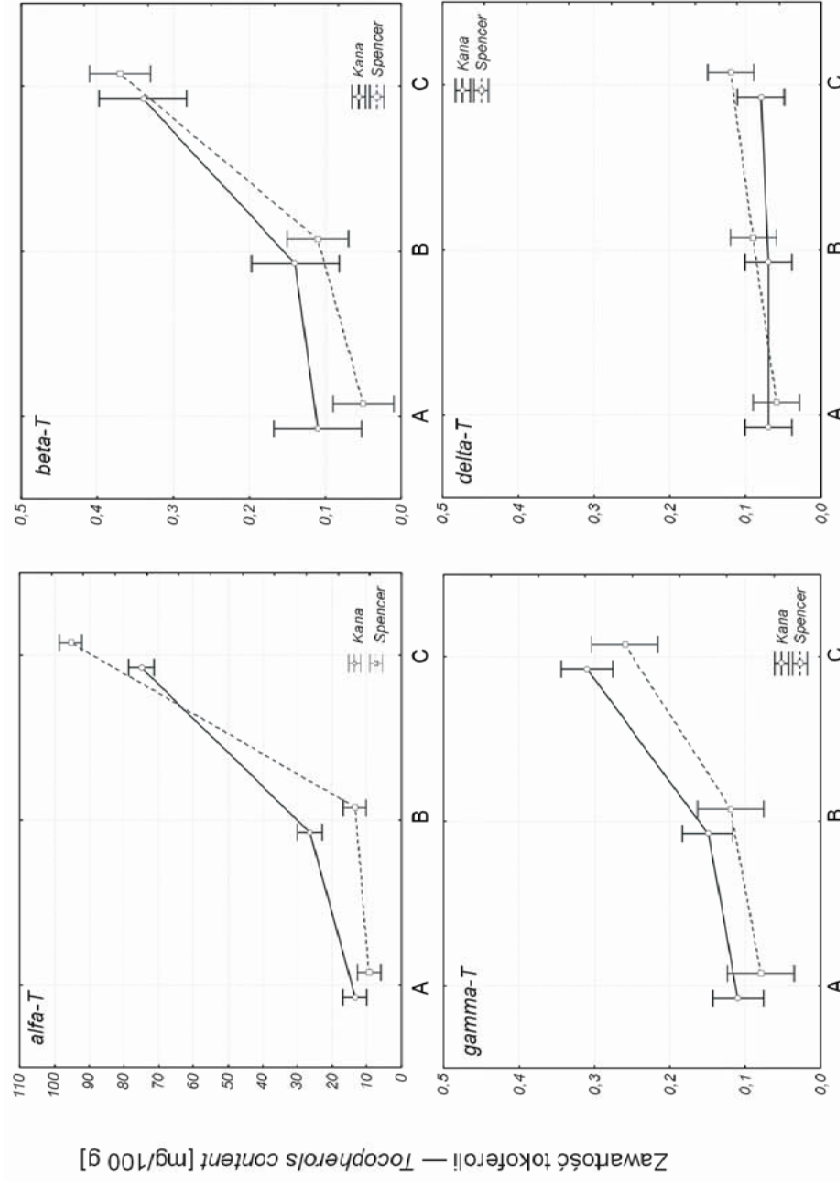 Zawartość tokoferoli — Tocopherols content [mg/100 g]
alfa-T
110
100
90
80
70
60
50
40
30
20
10
0
Kana
Spencer
A B C
beta-T
0,5
0,4
0,3
0,2
0,1
0,0
Kana
Spencer
A B C
gamma-T
0,5
0,4
0,3
0,2
0,1
0,0
Kana
Spencer
A B C
delta-T
0,5
0,4
0,3
0,2
0,1
0,0
Kana
Spencer
A B C